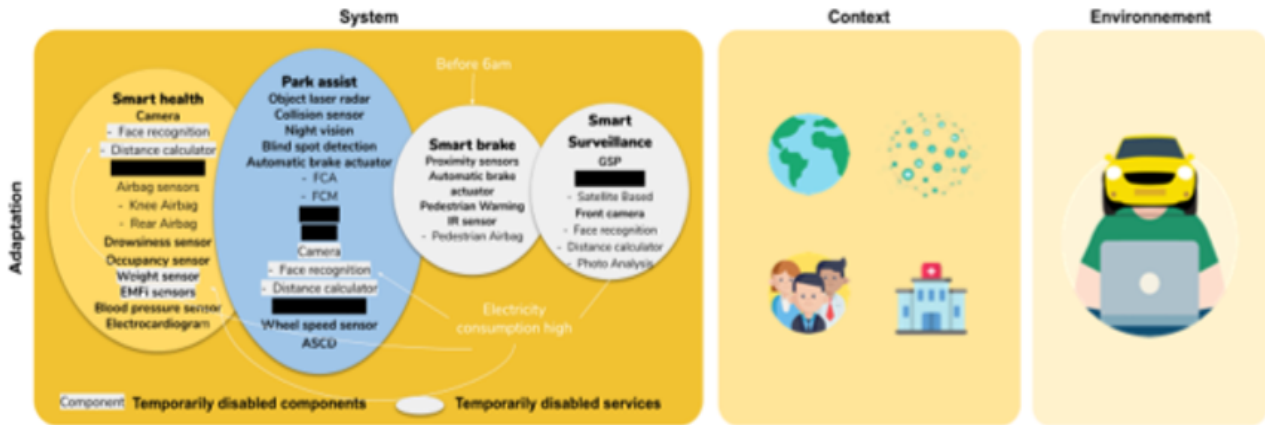 System
Context
Environnement
Adaptation
Smart health
Camera
- Face recognition
- Distance calculator
Airbag sensors
- Knee Airbag
- Rear Airbag
Drowsiness sensor
Occupancy sensor
Weight sensor
EMFi sensors
Blood pressure sensor
Electrocardiogram
Park assist
Object laser radar
Collision sensor
Night vision
Blind spot detection
Automatic brake actuator
- FCA
- FCM
Camera
- Face recognition
- Distance calculator
Wheel speed sensor
ASCD
Before 6am
Smart brake
Proximity sensors
Automatic brake
actuator
Pedestrian Warning
IR sensor
- Pedestrian Airbag
Smart
Surveillance
GSP
- Satellite Based
Front camera
- Face recognition
- Distance calculator
- Photo Analysis
Electricity
consumption high
Component Temporarily disabled components
Temporarily disabled services